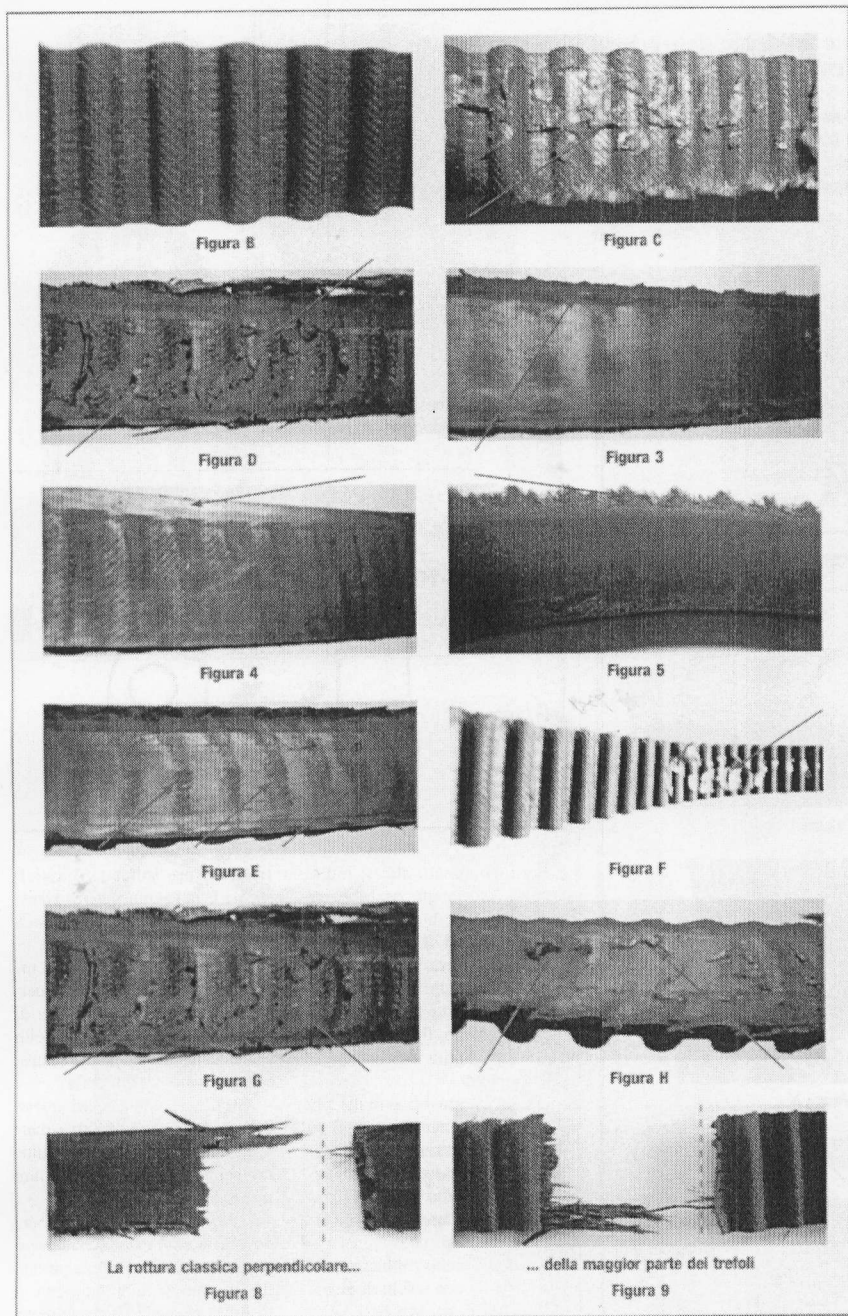 Figura B
Figura C
Figura D
Figura 3
Figura 4
Figura 5
Figura E
Figura F
Figura G
Figura H
La rottura classica perpendicolare...
... della maggior parte dei trefoli
Figura 8
Figura 9